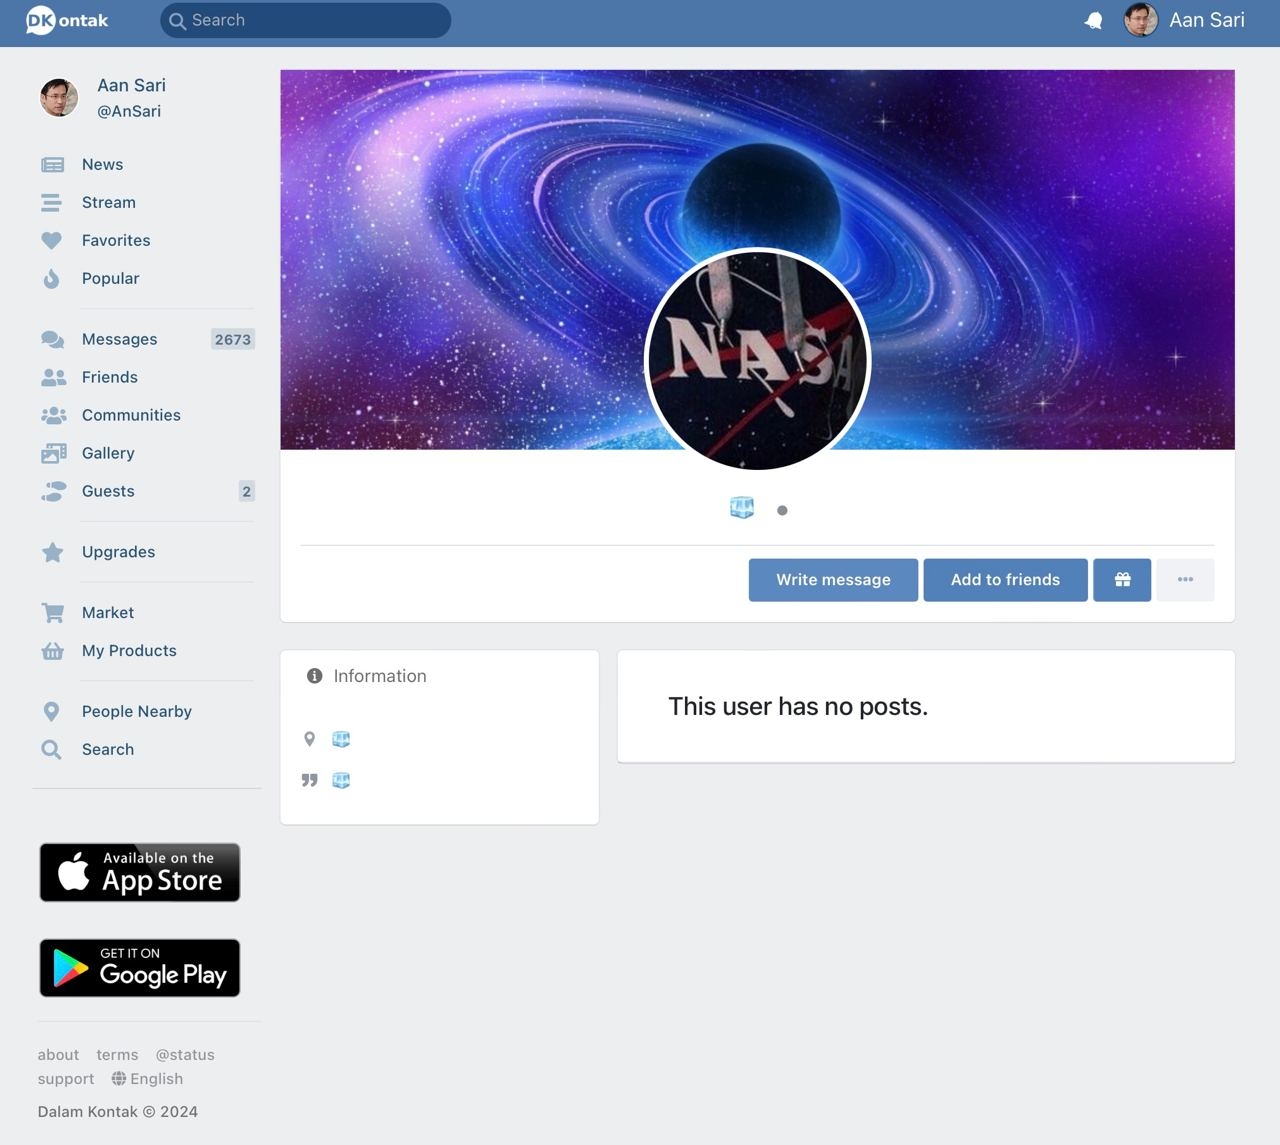 DKontak
Search
Aan Sari
Aan Sari
@AnSari
News
Stream
Favorites
Popular
Messages 2673
Friends
Communities
Gallery
Guests 2
Upgrades
Market
My Products
People Nearby
Search
Available on the
App Store
GET IT ON
Google Play
about terms @status
support English
Dalam Kontak © 2024
NASA
🧊
Write message Add to friends
Information
🧊
🧊
This user has no posts.